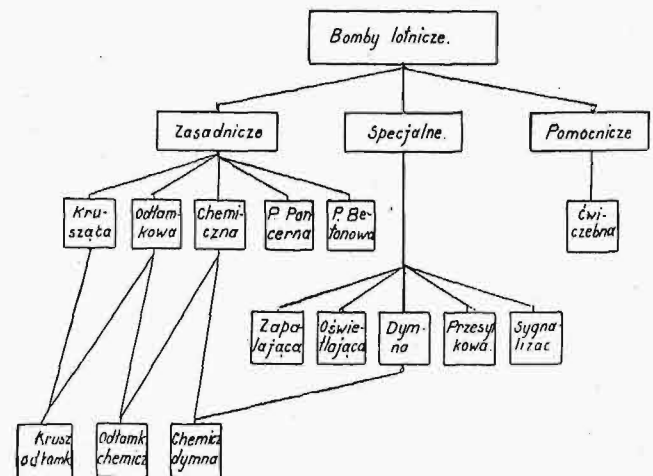 Bomby lotnicze.
Zasadnicze
Specjalne.
Pomocnicze
Kru-
sząta
Odłam-
kowa
Chemi-
czna
P. Pan
cerna
P. Be-
tonowa
Ćwi-
czebna
Zapa-
lająca
Oświe-
tlająca
Dym-
na
Przesył
kowa.
Sygna-
lizac
Krusz
odłamk
Odłamk
chemicz
Chemicz
dymna